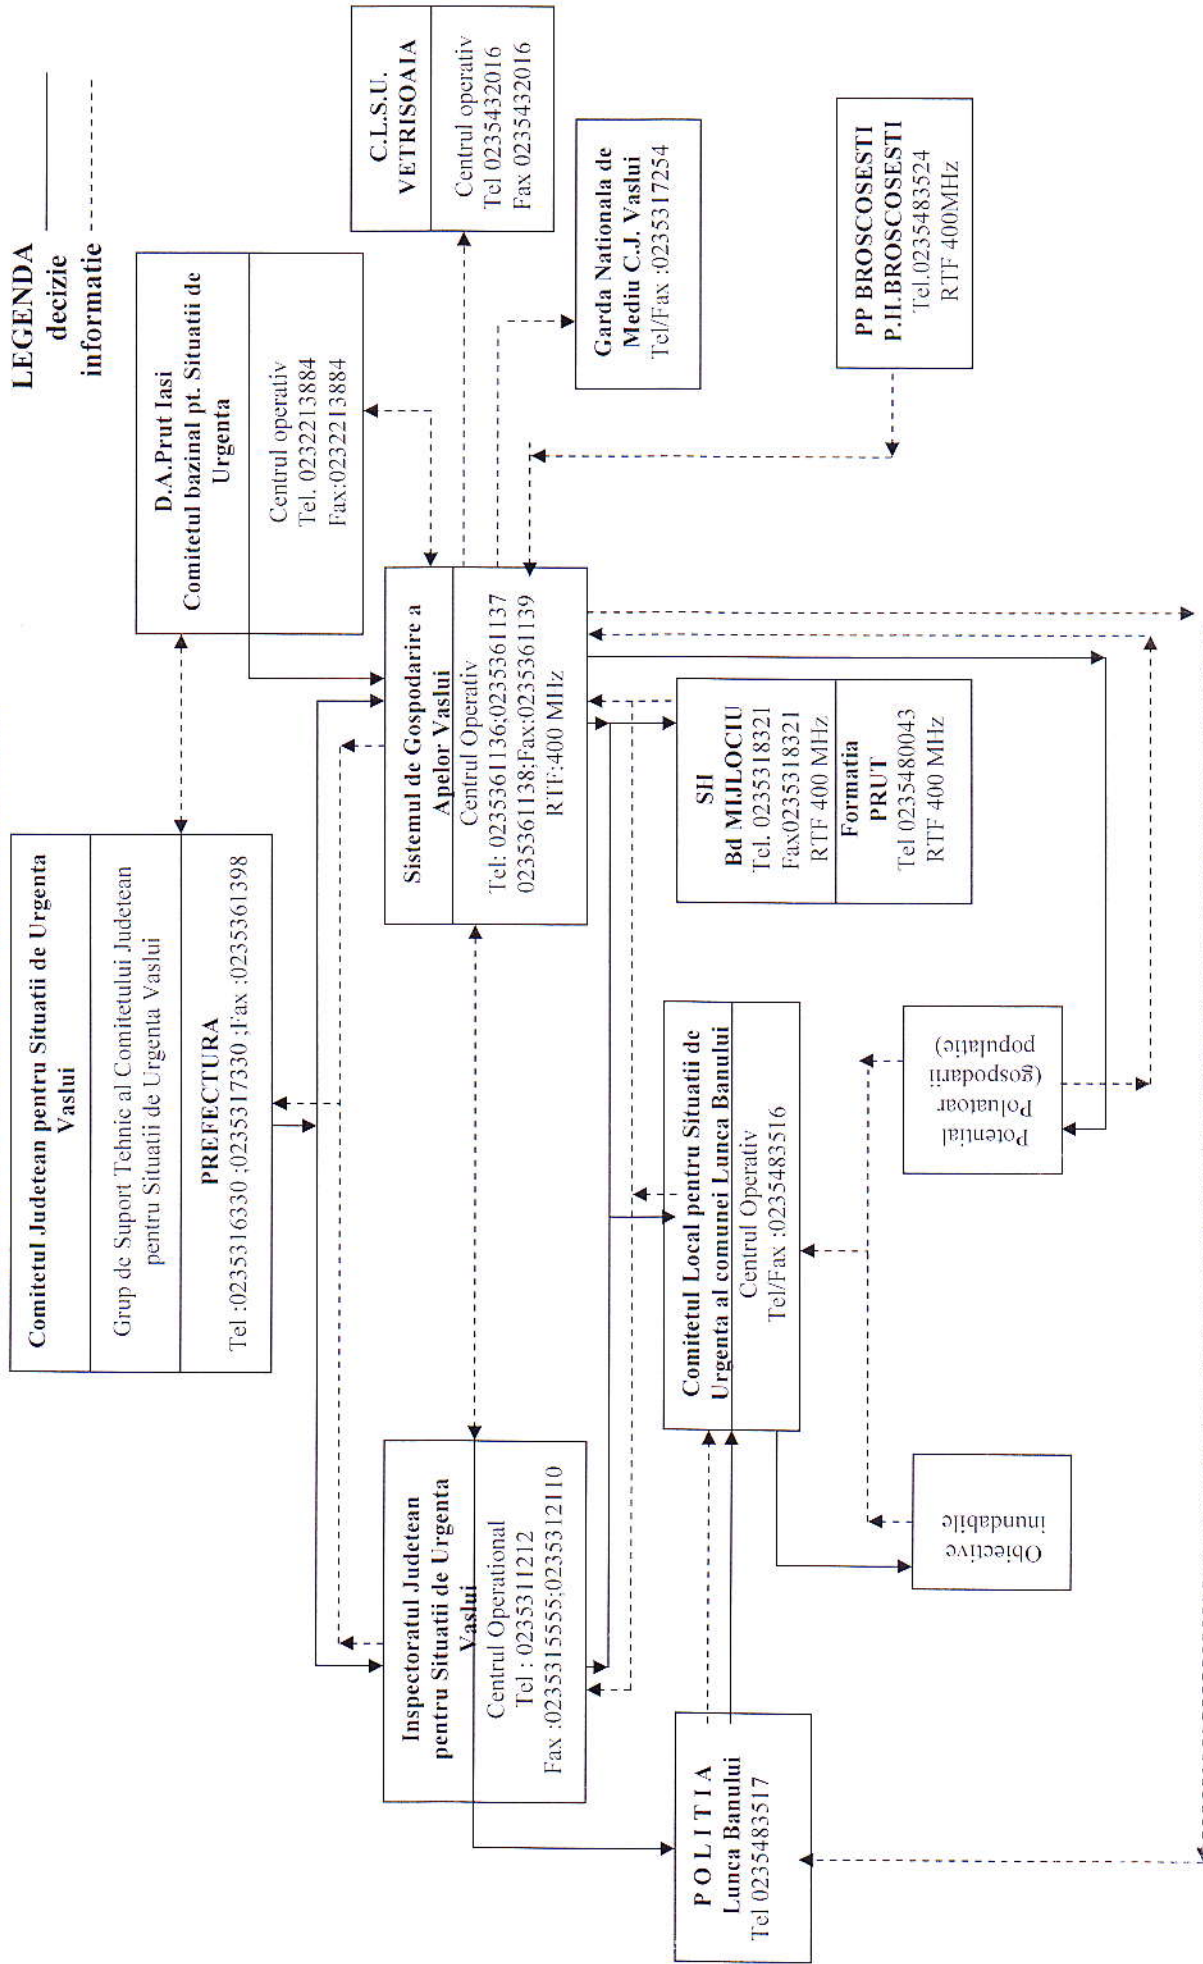 LEGENDA
decizie
informatie
Comitetul Judetean pentru Situatii de Urgenta
Vaslui
Grup de Suport Tehnic al Comitetului Judetean
pentru Situatii de Urgenta Vaslui
PREFECTURA
Tel :0235316330 ;0235317330 ;Fax :0235361398
D.A.Prut Iasi
Comitetul bazinal pt. Situatii de
Urgenta
Centrul operativ
Tel. 0232213884
Fax:0232213884
C.L.S.U.
VETRISOAIA
Centrul operativ
Tel 0235432016
Fax 0235432016
Inspectoratul Judetean
pentru Situatii de Urgenta
Vaslui
Centrul Operational
Tel : 0235311212
Fax :0235315555;0235312110
Sistemul de Gospodarire a
Apelor Vaslui
Centrul Operativ
Tel: 0235361136;0235361137
0235361138;Fax:0235361139
RTF:400 MHz
Garda Nationala de
Mediu C.J. Vaslui
Tel/Fax :0235317254
POLITIA
Lunca Banului
Tel 0235483517
Comitetul Local pentru Situatii de
Urgenta al comunei Lunca Banului
Centrul Operativ
Tel/Fax :0235483516
SH
Bd MIJLOCIU
Tel. 0235318321
Fax0235318321
RTF 400 MHz
Formatia
PRUT
Tel 0235480043
RTF 400 MHz
PP BROSCOSESTI
P.H.BROSCOSESTI
Tel.0235483524
RTF 400MHz
Obiective
inundabile
Potential
Poluatoar
(gospodarii
populatie)